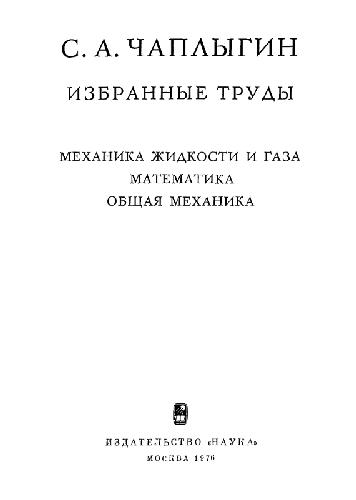 С. А. ЧАПЛЫГИН
ИЗБРАННЫЕ ТРУДЫ
МЕХАНИКА ЖИДКОСТИ И ГАЗА
МАТЕМАТИКА
ОБЩАЯ МЕХАНИКА
ИЗДАТЕЛЬСТВО «НАУКА»
МОСКВА 1976